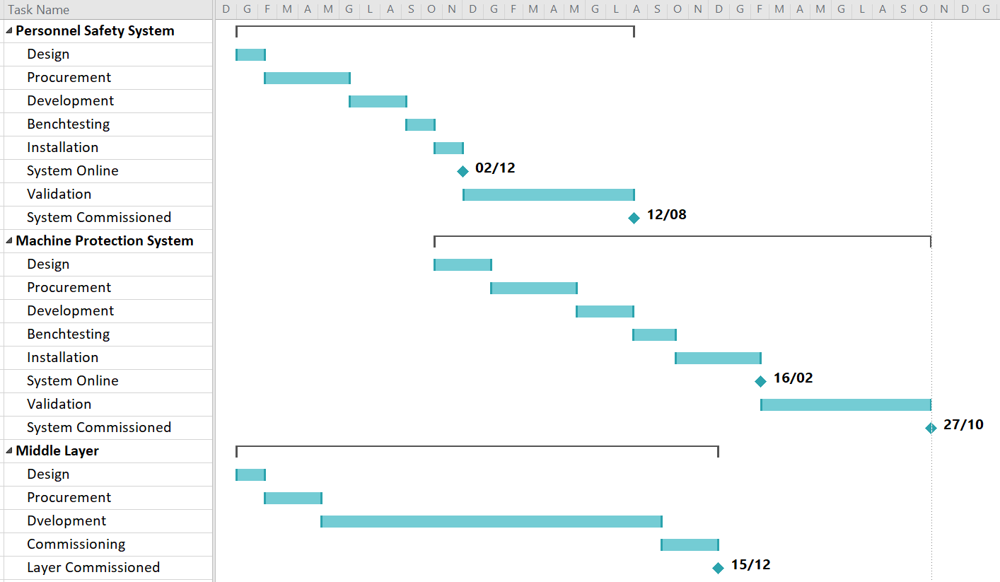 Task Name D G F M A M G L A S O N D G F M A M G L A S O N D G F M A M G L A S O N D G
Personnel Safety System
Design
Procurement
Development
Benchtesting
Installation
System Online 02/12
Validation
System Commissioned 12/08
Machine Protection System
Design
Procurement
Development
Benchtesting
Installation
System Online 16/02
Validation
System Commissioned 27/10
Middle Layer
Design
Procurement
Dvelopment
Commissioning
Layer Commissioned 15/12